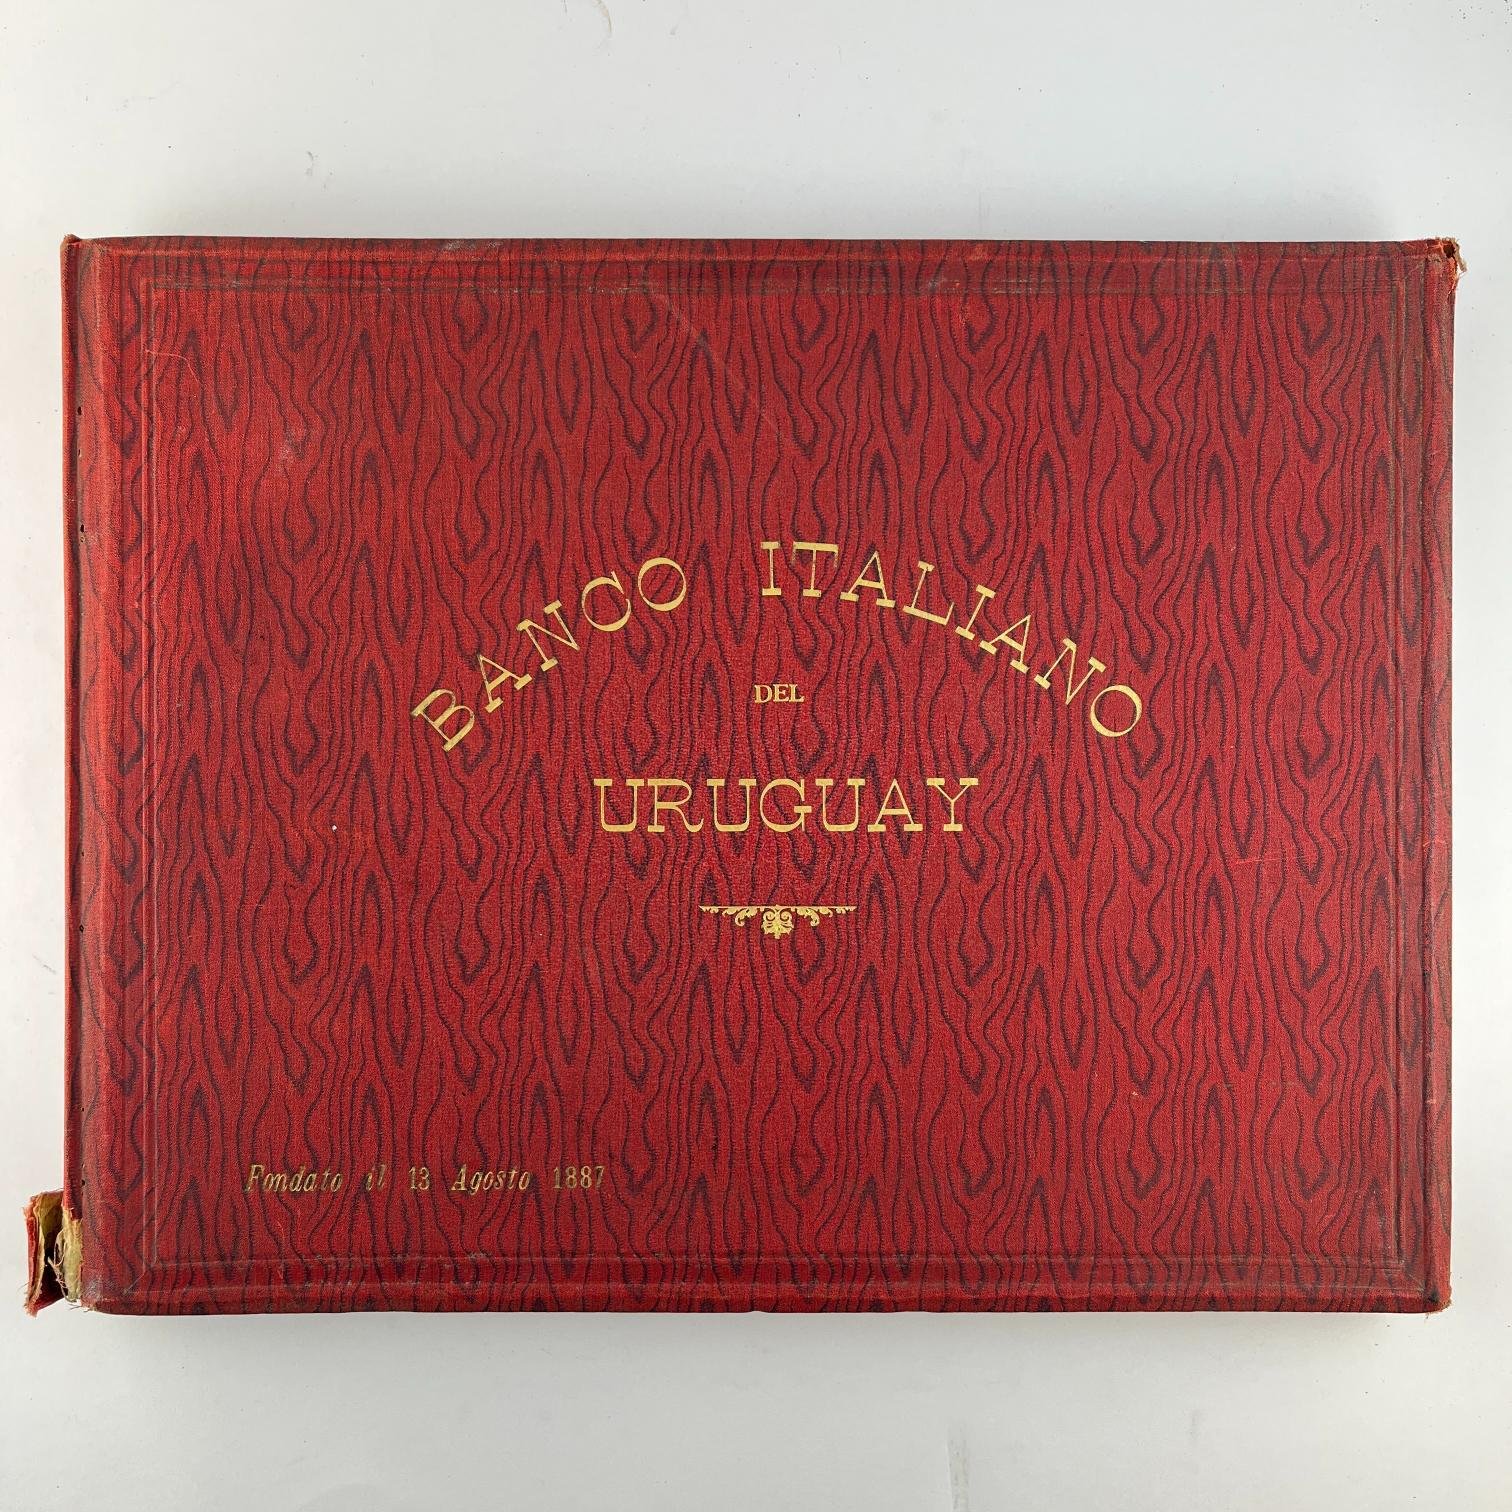 BANCO ITALIANO
DEL
URUGUAY
Fondato il 13 Agosto 1887